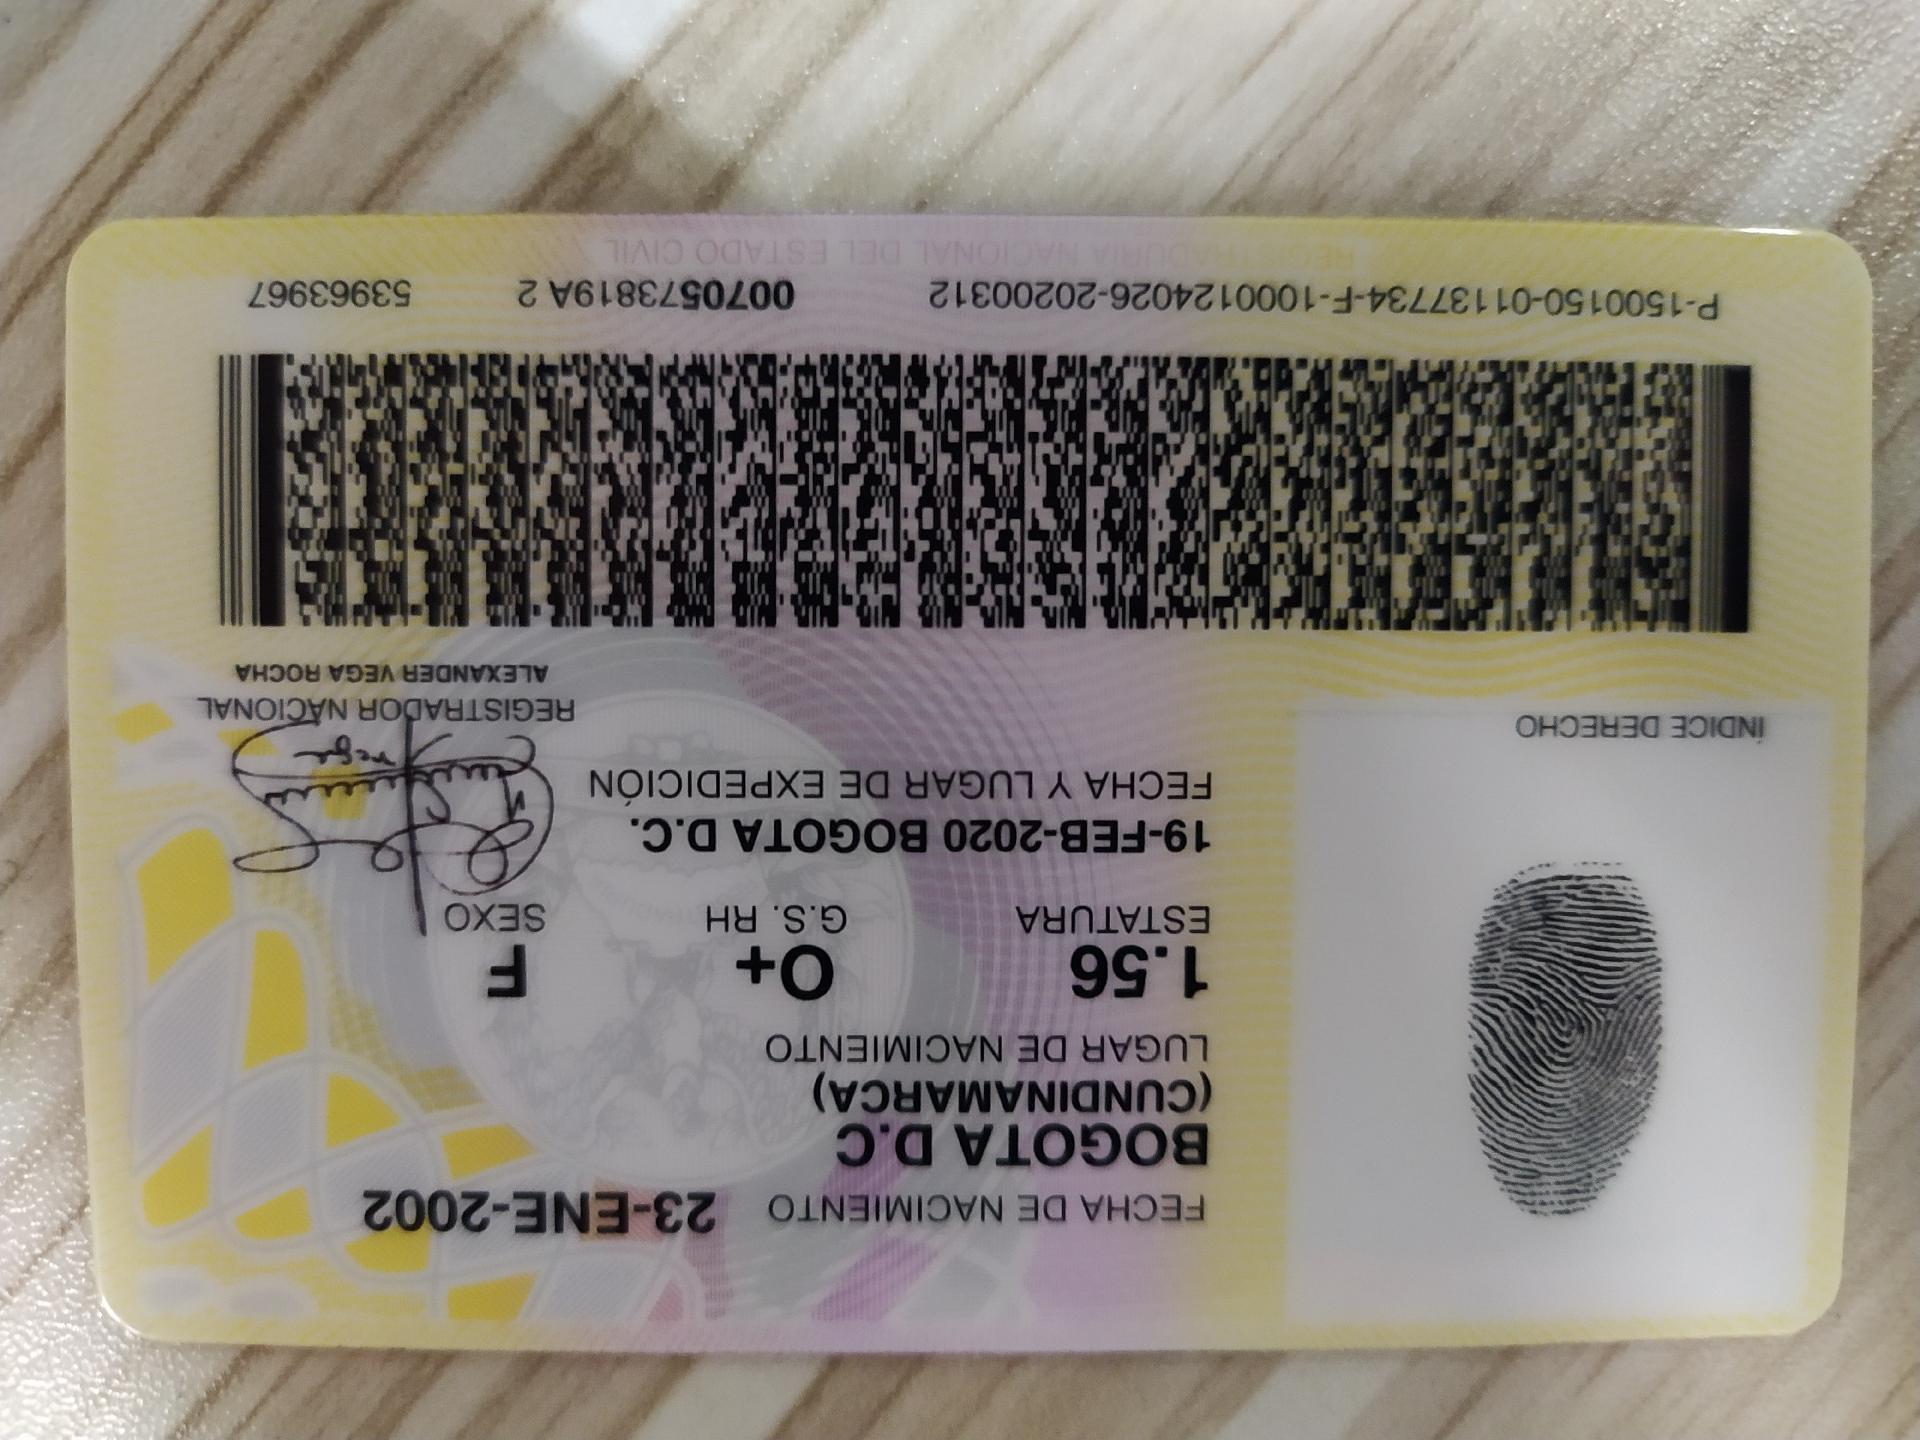 FECHA DE NACIMIENTO 23-ENE-2002
BOGOTA D.C
(CUNDINAMARCA)
LUGAR DE NACIMIENTO
1.56 O+ F
ESTATURA G.S. RH SEXO
19-FEB-2020 BOGOTA D.C.
FECHA Y LUGAR DE EXPEDICIÓN
ÍNDICE DERECHO
REGISTRADOR NACIONAL
ALEXANDER VEGA ROCHA
P-1500150-01137734-F-1000124026-20200312 0070573819A 2 53963967
REGISTRADURIA NACIONAL DEL ESTADO CIVIL